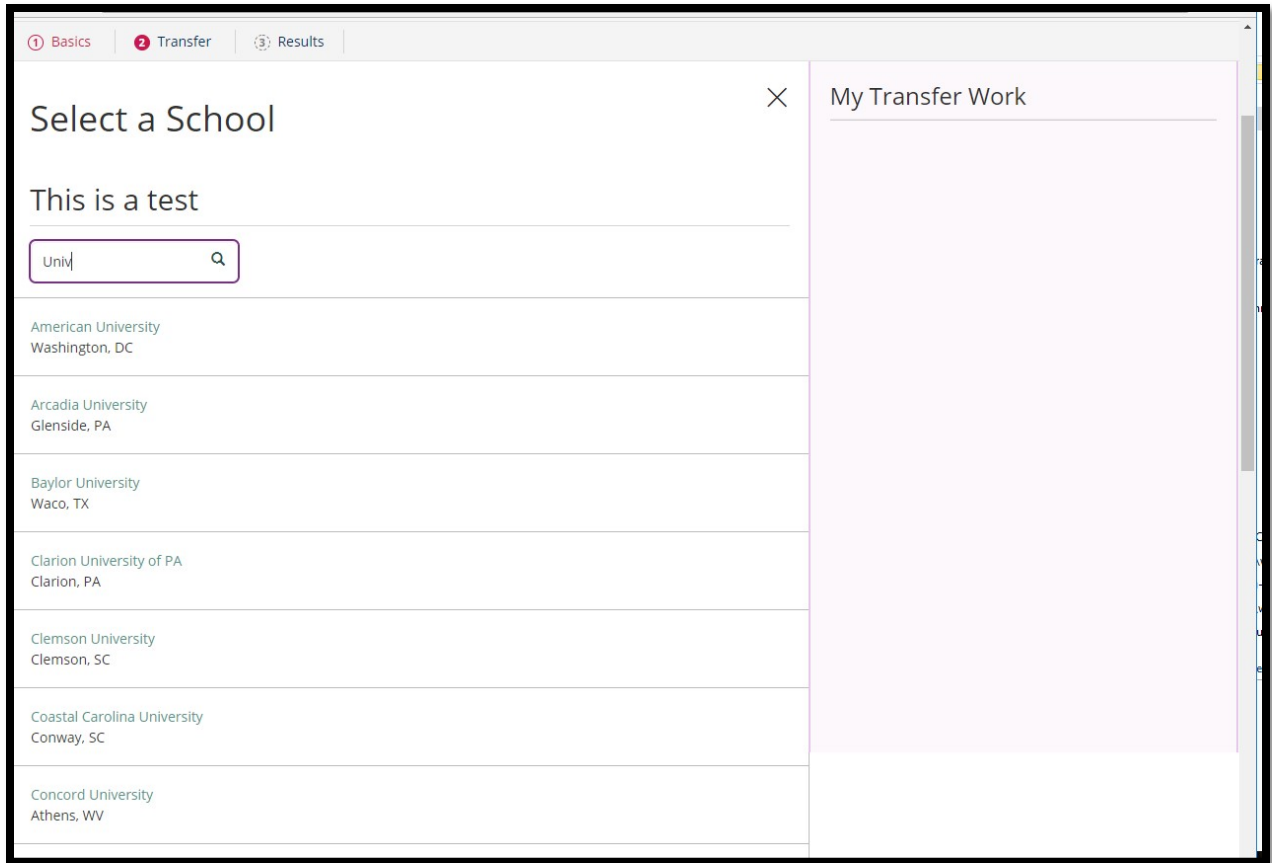 1 Basics
2 Transfer
3 Results
Select a School
My Transfer Work
This is a test
Univ
American University
Washington, DC
Arcadia University
Glenside, PA
Baylor University
Waco, TX
Clarion University of PA
Clarion, PA
Clemson University
Clemson, SC
Coastal Carolina University
Conway, SC
Concord University
Athens, WV